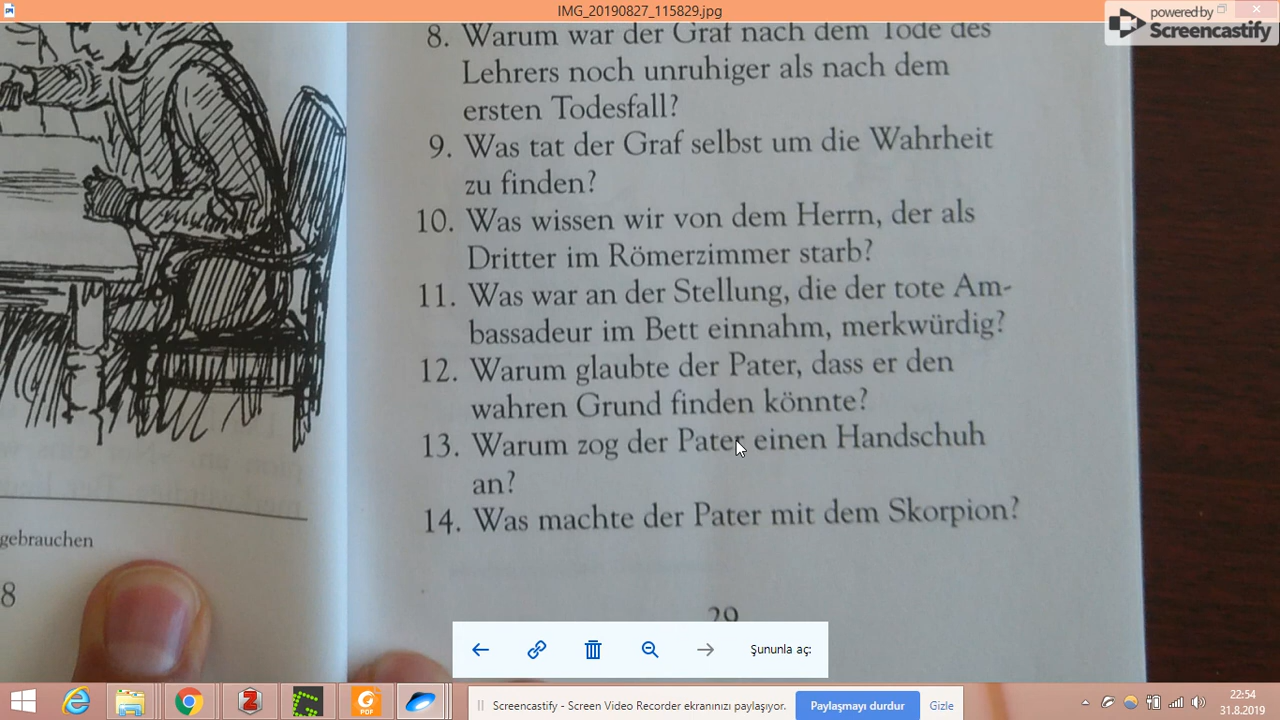 IMG_20190827_115829.jpg
powered by
Screencastify
8. Warum war der Graf nach dem Tode des
Lehrers noch unruhiger als nach dem
ersten Todesfall?
9. Was tat der Graf selbst um die Wahrheit
zu finden?
10. Was wissen wir von dem Herrn, der als
Dritter im Römerzimmer starb?
11. Was war an der Stellung, die der tote Am-
bassadeur im Bett einnahm, merkwürdig?
12. Warum glaubte der Pater, dass er den
wahren Grund finden könnte?
13. Warum zog der Pater einen Handschuh
an?
14. Was machte der Pater mit dem Skorpion?
gebrauchen
8
29
Şununla aç:
Screencastify - Screen Video Recorder ekranınızı paylaşıyor.
Paylaşmayı durdur
Gizle
POP
22:54
31.8.2019